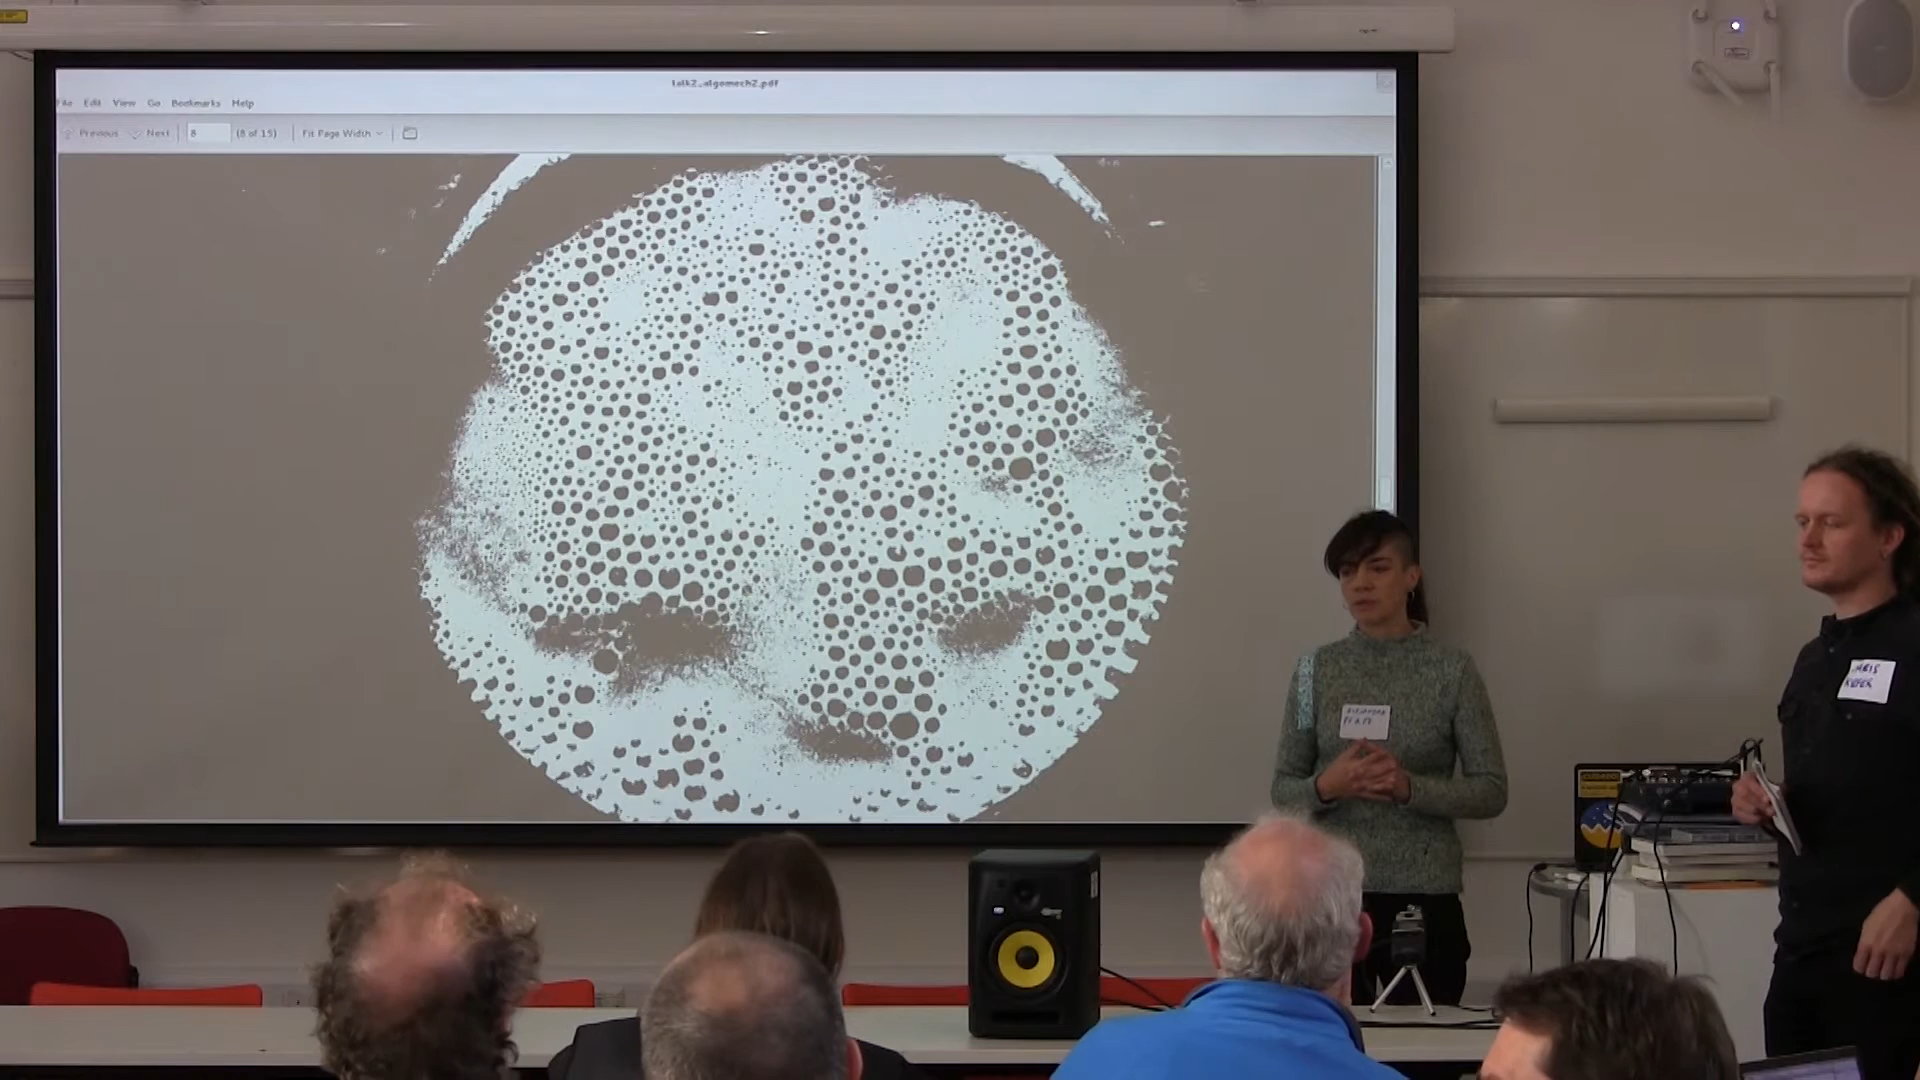 talk2_algomech2.pdf
File Edit View Go Bookmarks Help
Previous Next 8 (8 of 15) Fit Page Width